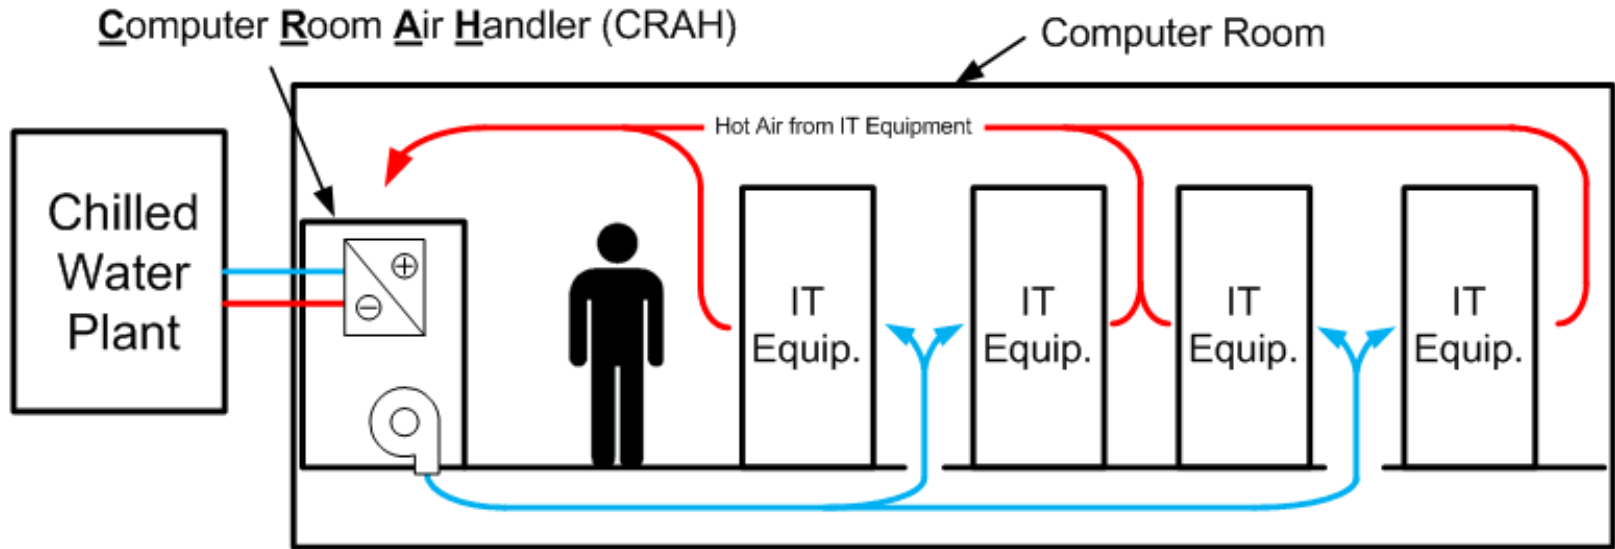 Computer Room Air Handler (CRAH)
Computer Room
Hot Air from IT Equipment
Chilled
Water
Plant
IT
Equip.
IT
Equip.
IT
Equip.
IT
Equip.